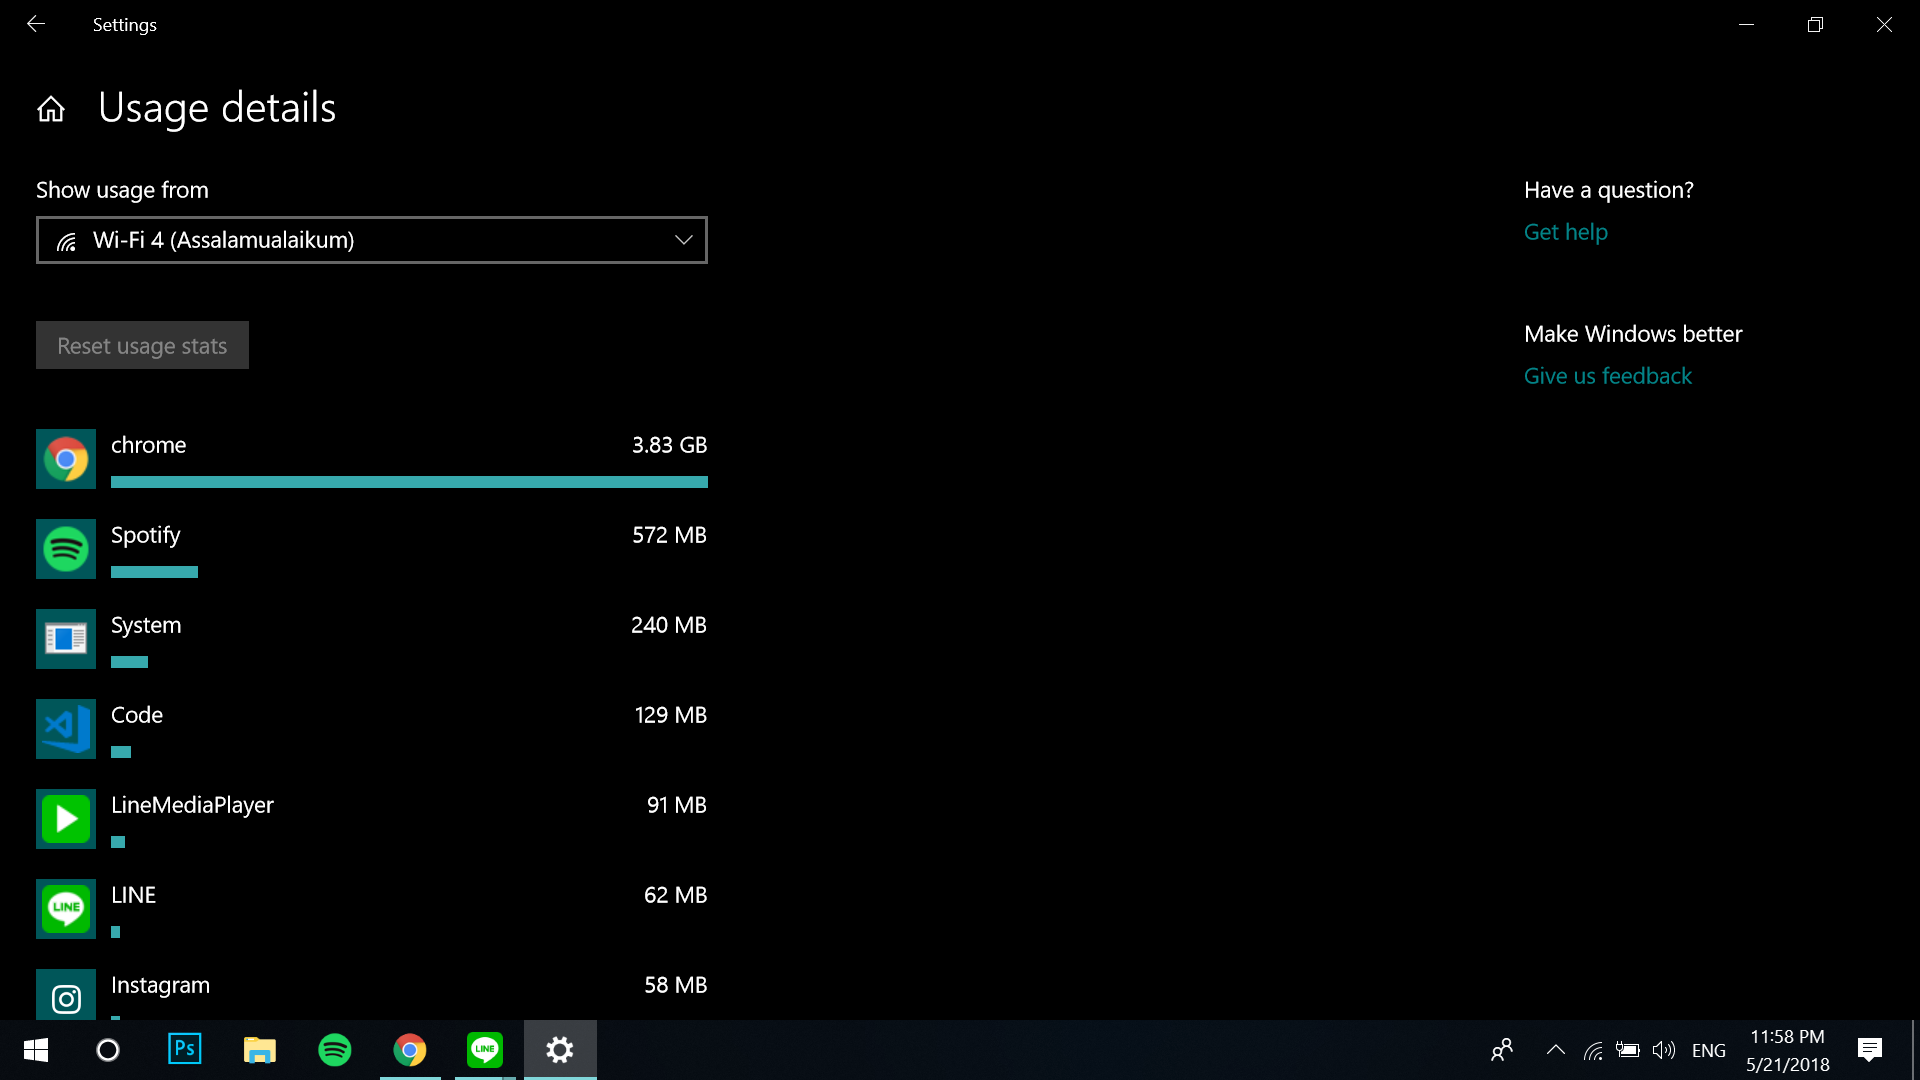 Settings
Usage details
Show usage from
Wi-Fi 4 (Assalamualaikum)
Reset usage stats
chrome 3.83 GB
Spotify 572 MB
System 240 MB
Code 129 MB
LineMediaPlayer 91 MB
LINE
LINE 62 MB
Instagram 58 MB
Have a question?
Get help
Make Windows better
Give us feedback
Ps
LINE
ENG
11:58 PM
5/21/2018